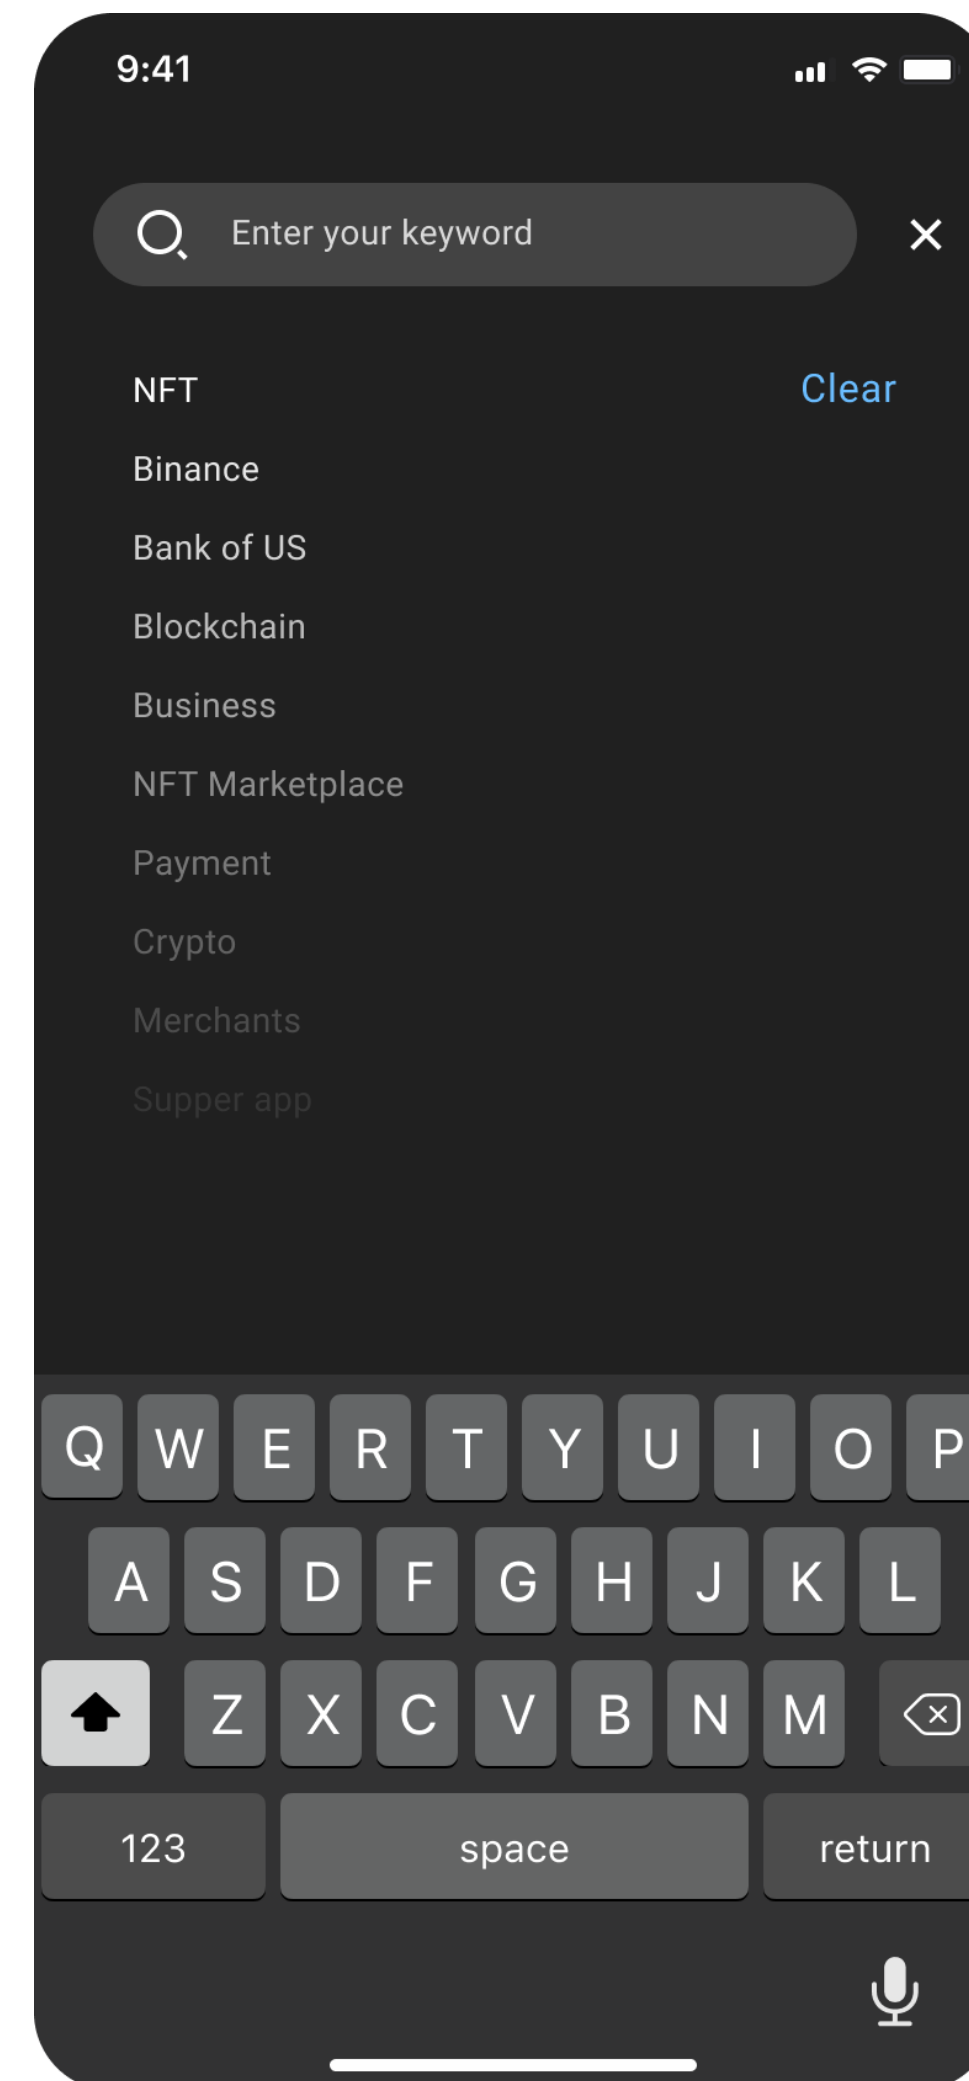 9:41
Enter your keyword
NFT Clear
Binance
Bank of US
Blockchain
Business
NFT Marketplace
Payment
Crypto
Merchants
Supper app
Q W E R T Y U I O P
A S D F G H J K L
Z X C V B N M
123 space return